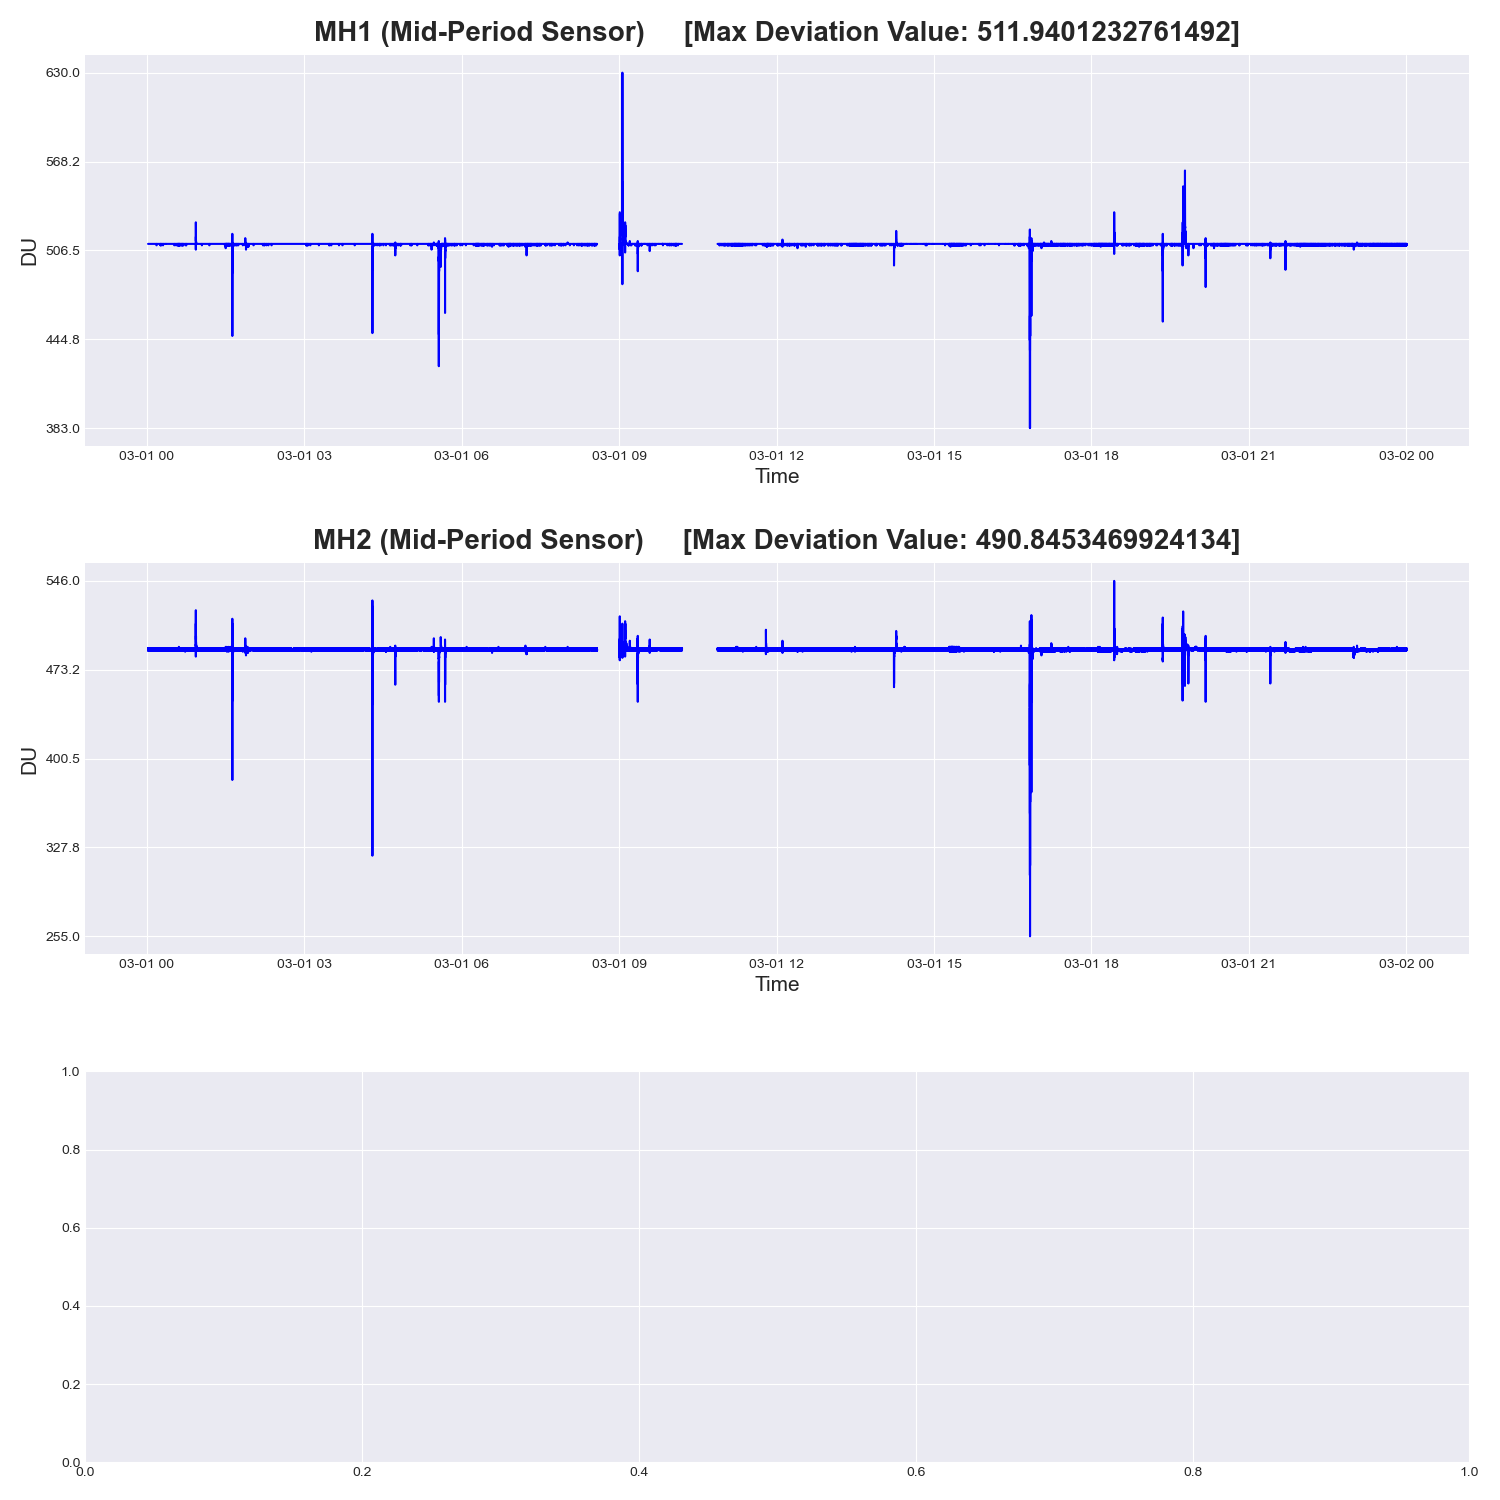 MH1 (Mid-Period Sensor) [Max Deviation Value: 511.9401232761492]
630.0
568.2
506.5
444.8
383.0
DU
03-01 00 03-01 03 03-01 06 03-01 09 03-01 12 03-01 15 03-01 18 03-01 21 03-02 00
Time
MH2 (Mid-Period Sensor) [Max Deviation Value: 490.8453469924134]
546.0
473.2
400.5
327.8
255.0
DU
03-01 00 03-01 03 03-01 06 03-01 09 03-01 12 03-01 15 03-01 18 03-01 21 03-02 00
Time
1.0
0.8
0.6
0.4
0.2
0.0
0.0 0.2 0.4 0.6 0.8 1.0